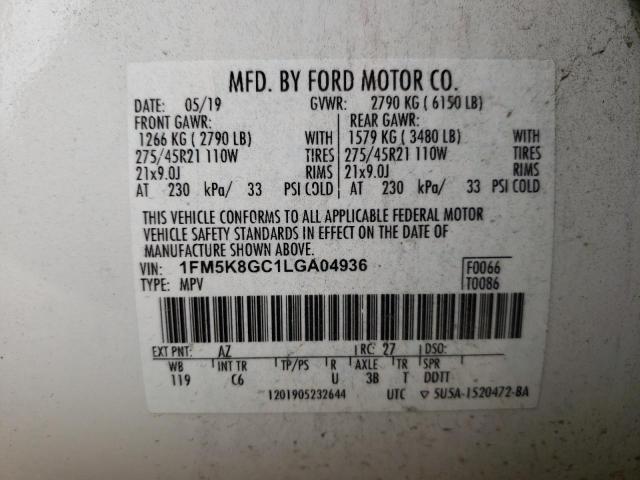 MFD. BY FORD MOTOR CO.
DATE: 05/19 GVWR: 2790 KG ( 6150 LB)
FRONT GAWR: REAR GAWR:
1266 KG ( 2790 LB) WITH 1579 KG ( 3480 LB) WITH
275/45R21 110W TIRES 275/45R21 110W TIRES
21x9.0J RIMS 21x9.0J RIMS
AT 230 kPa/ 33 PSI COLD AT 230 kPa/ 33 PSI COLD
THIS VEHICLE CONFORMS TO ALL APPLICABLE FEDERAL MOTOR
VEHICLE SAFETY STANDARDS IN EFFECT ON THE DATE OF
MANUFACTURE SHOWN ABOVE.
VIN: 1FM5K8GC1LGA04936 F0066
TYPE: MPV T0086
EXT PNT: AZ RC: 27 DSO:
WB INT TR TP/PS R AXLE TR SPR
119 C6 U 3B T DDTT
1201905232644 UTC ▽ 5U5A-1520472-BA